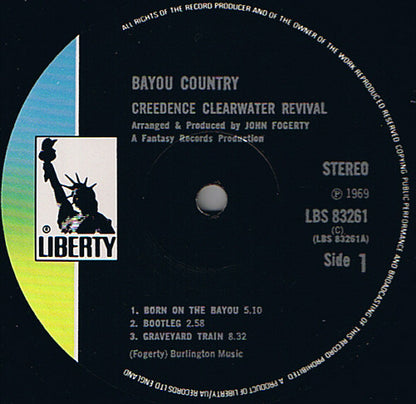 ALL RIGHTS OF THE RECORD PRODUCER AND OF THE OWNER OF THE WORK REPRODUCED RESERVED COPYING PUBLIC PERFORMANCE AND BROADCASTING OF THIS RECORD PROHIBITED. A PRODUCT OF LIBERTY/UA RECORDS LTD ENGLAND
BAYOU COUNTRY
CREEDENCE CLEARWATER REVIVAL
Arranged & Produced by JOHN FOGERTY
A Fantasy Records Production
STEREO
Ⓟ 1969
LBS 83261
(C)
(LBS 83261A)
Side 1
® LIBERTY
1. BORN ON THE BAYOU 5.10
2. BOOTLEG 2.58
3. GRAVEYARD TRAIN 8.32
(Fogerty) Burlington Music